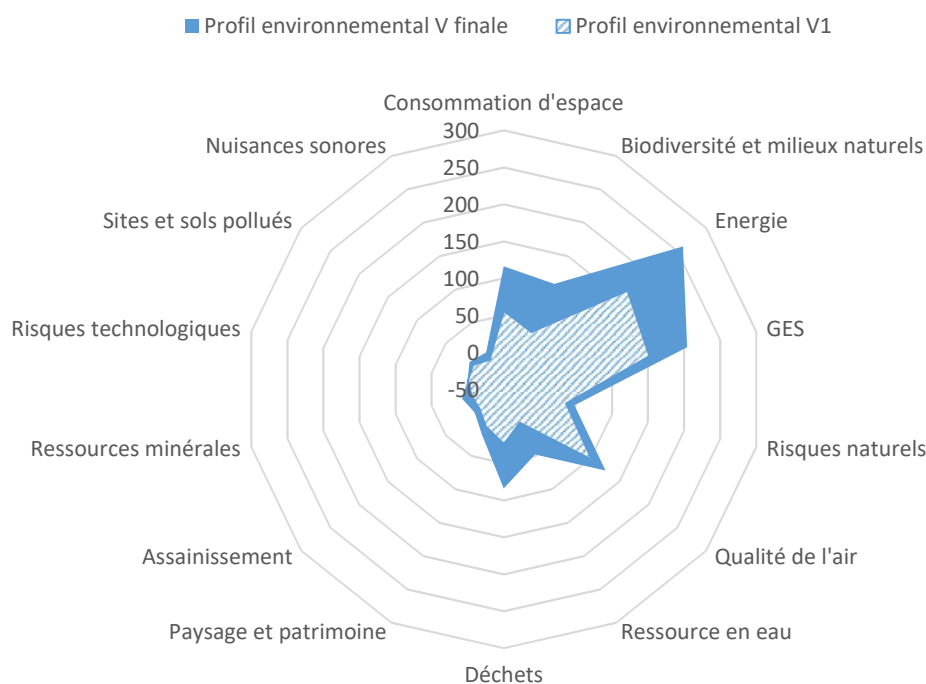 Profil environnemental V finale
Profil environnemental V1
Consommation d'espace
Biodiversité et milieux naturels
Energie
GES
Risques naturels
Qualité de l'air
Ressource en eau
Déchets
Paysage et patrimoine
Assainissement
Ressources minérales
Risques technologiques
Sites et sols pollués
Nuisances sonores
300
250
200
150
100
50
0
-50